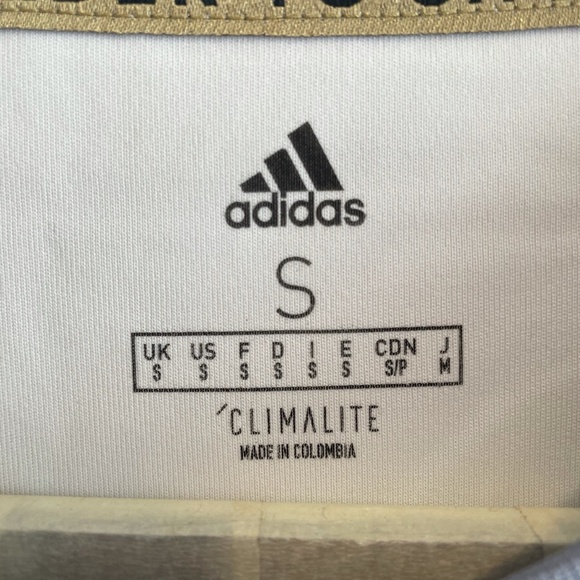 adidas
S
UK US F D I E CDN J
S S S S S S S/P M
´CLIMALITE
MADE IN COLOMBIA